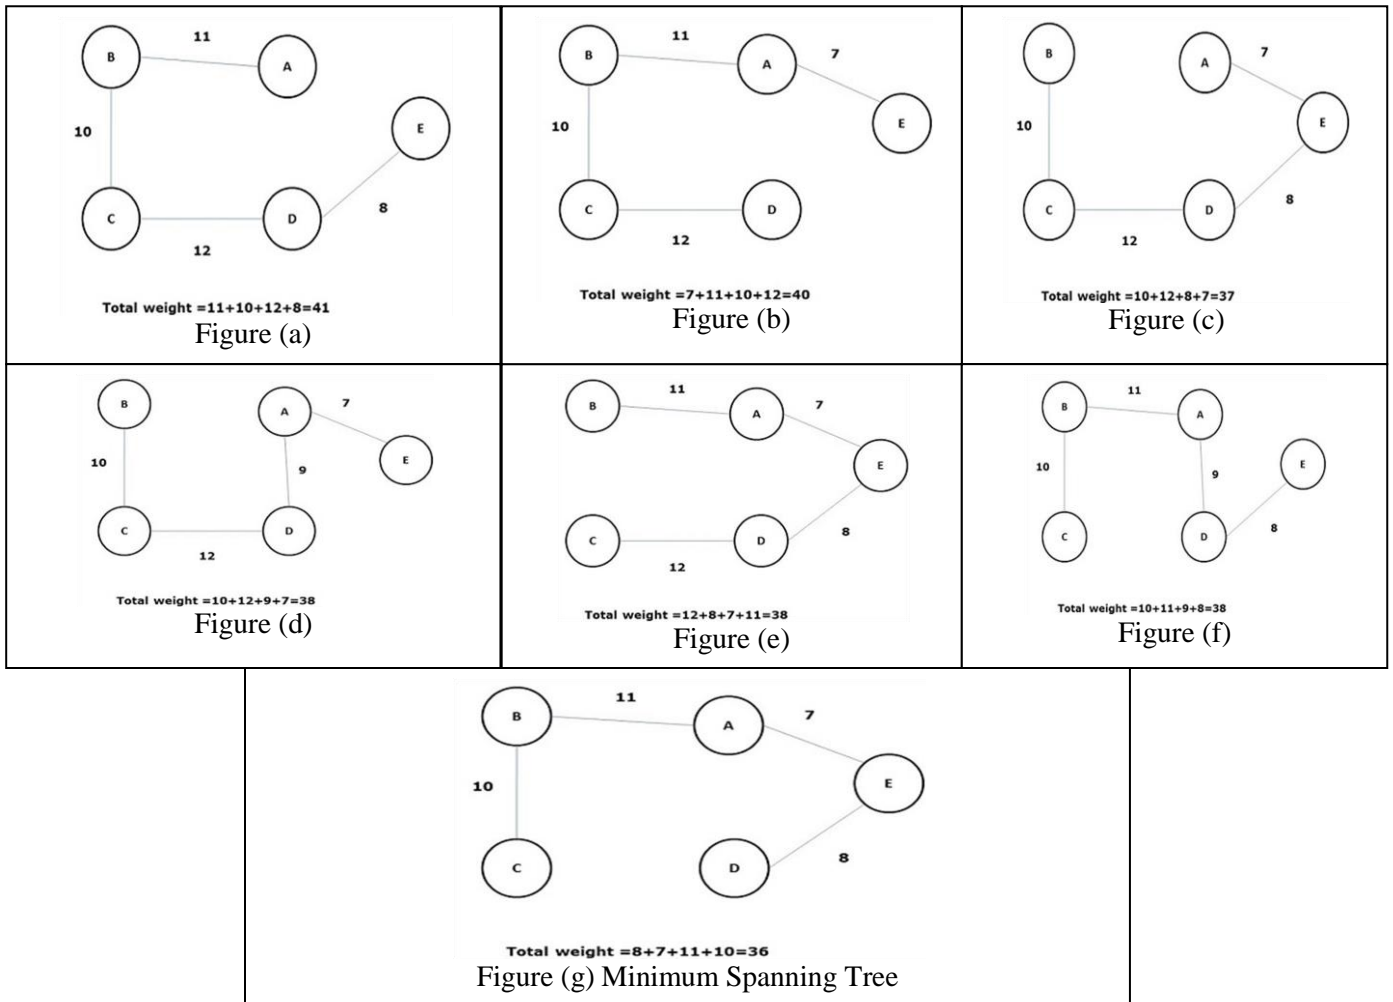 11
B
A
10
E
C
D
8
12
Total weight =11+10+12+8=41
Figure (a)
11
B
A
7
10
E
C
D
12
Total weight =7+11+10+12=40
Figure (b)
B
A
7
10
E
C
D
8
12
Total weight =10+12+8+7=37
Figure (c)
B
A
7
10
9
E
C
D
12
Total weight =10+12+9+7=38
Figure (d)
11
B
A
7
E
C
D
8
12
Total weight =12+8+7+11=38
Figure (e)
11
B
A
10
9
E
C
D
8
Total weight =10+11+9+8=38
Figure (f)
11
B
A
7
10
E
C
D
8
Total weight =8+7+11+10=36
Figure (g) Minimum Spanning Tree